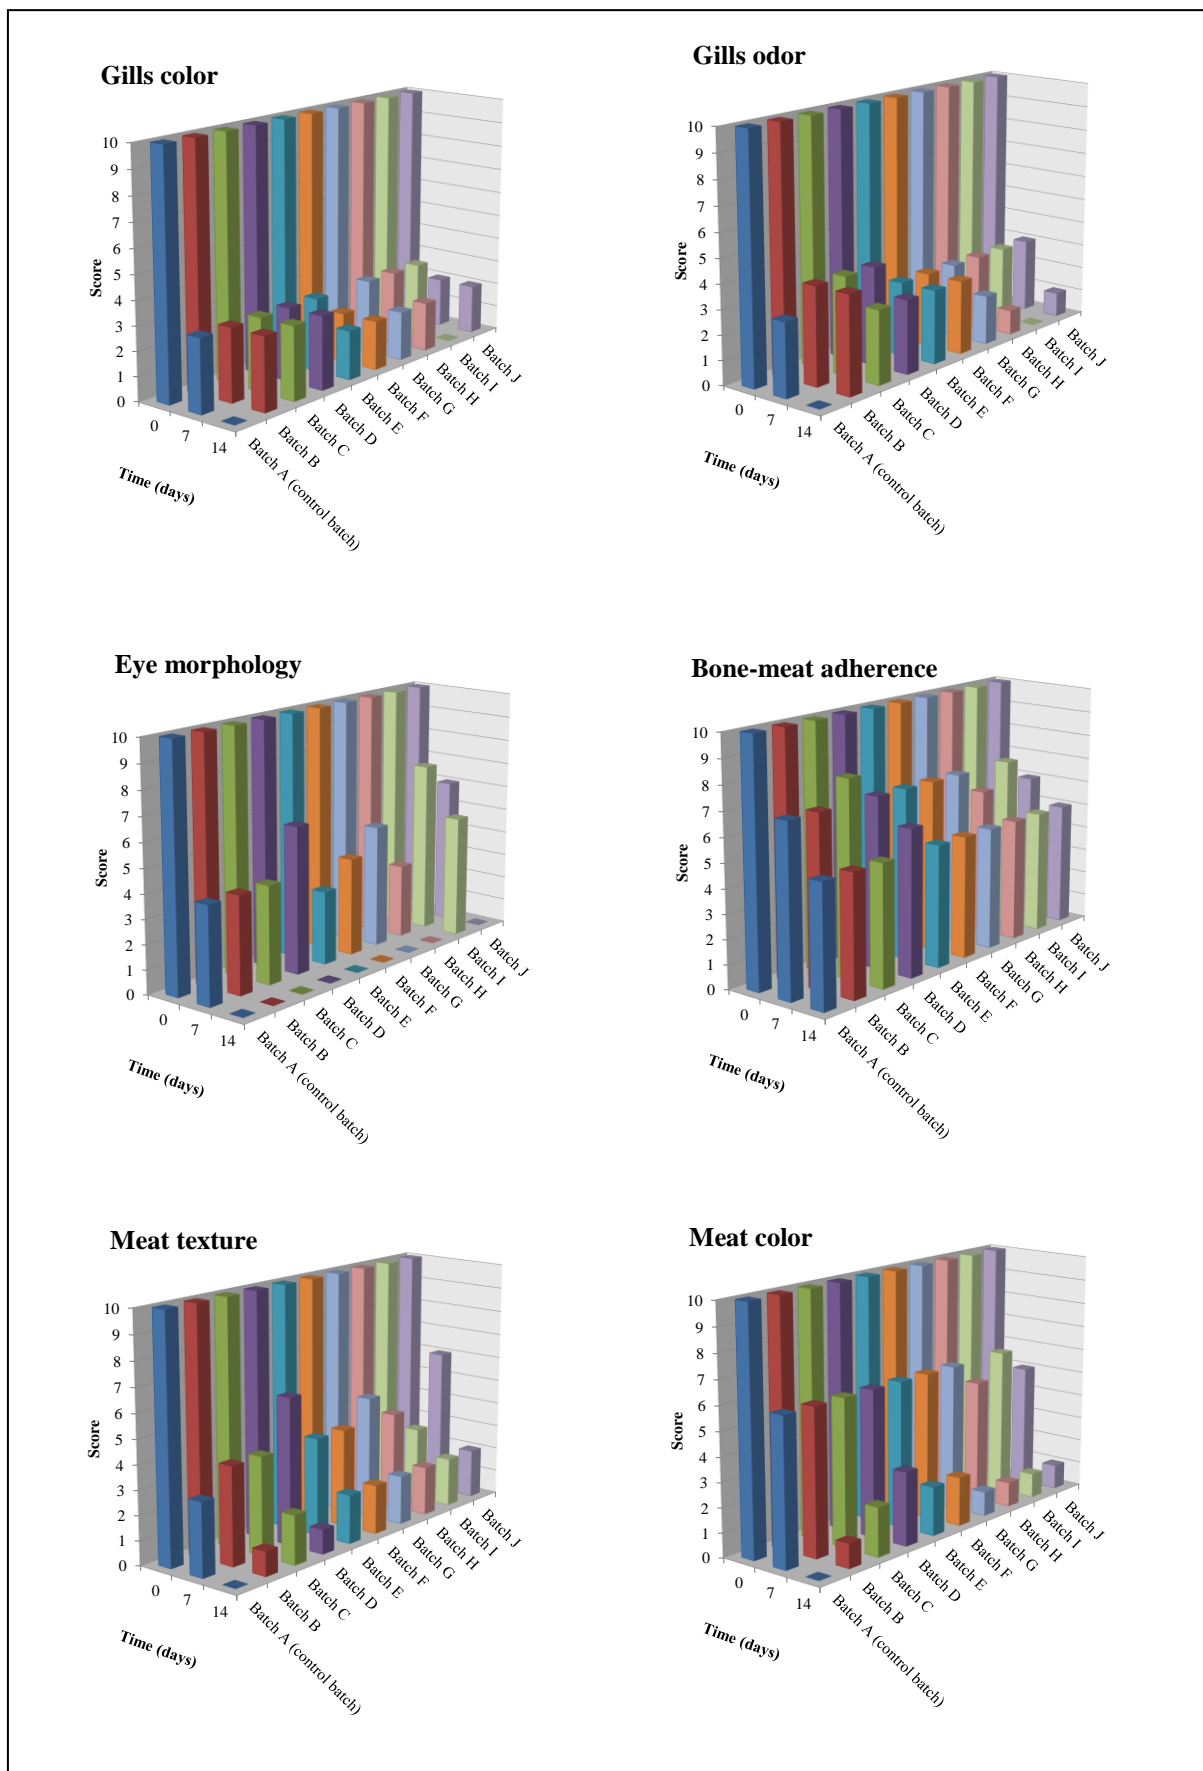 Gills color
10
9
8
7
6
5
4
3
2
1
0
Score
0
7
14
Time (days)
Batch A (control batch)
Batch B
Batch C
Batch D
Batch E
Batch F
Batch G
Batch H
Batch I
Batch J
Gills odor
10
9
8
7
6
5
4
3
2
1
0
Score
0
7
14
Time (days)
Batch A (control batch)
Batch B
Batch C
Batch D
Batch E
Batch F
Batch G
Batch H
Batch I
Batch J
Eye morphology
10
9
8
7
6
5
4
3
2
1
0
Score
0
7
14
Time (days)
Batch A (control batch)
Batch B
Batch C
Batch D
Batch E
Batch F
Batch G
Batch H
Batch I
Batch J
Bone-meat adherence
10
9
8
7
6
5
4
3
2
1
0
Score
0
7
14
Time (days)
Batch A (control batch)
Batch B
Batch C
Batch D
Batch E
Batch F
Batch G
Batch H
Batch I
Batch J
Meat texture
10
9
8
7
6
5
4
3
2
1
0
Score
0
7
14
Time (days)
Batch A (control batch)
Batch B
Batch C
Batch D
Batch E
Batch F
Batch G
Batch H
Batch I
Batch J
Meat color
10
9
8
7
6
5
4
3
2
1
0
Score
0
7
14
Time (days)
Batch A (control batch)
Batch B
Batch C
Batch D
Batch E
Batch F
Batch G
Batch H
Batch I
Batch J